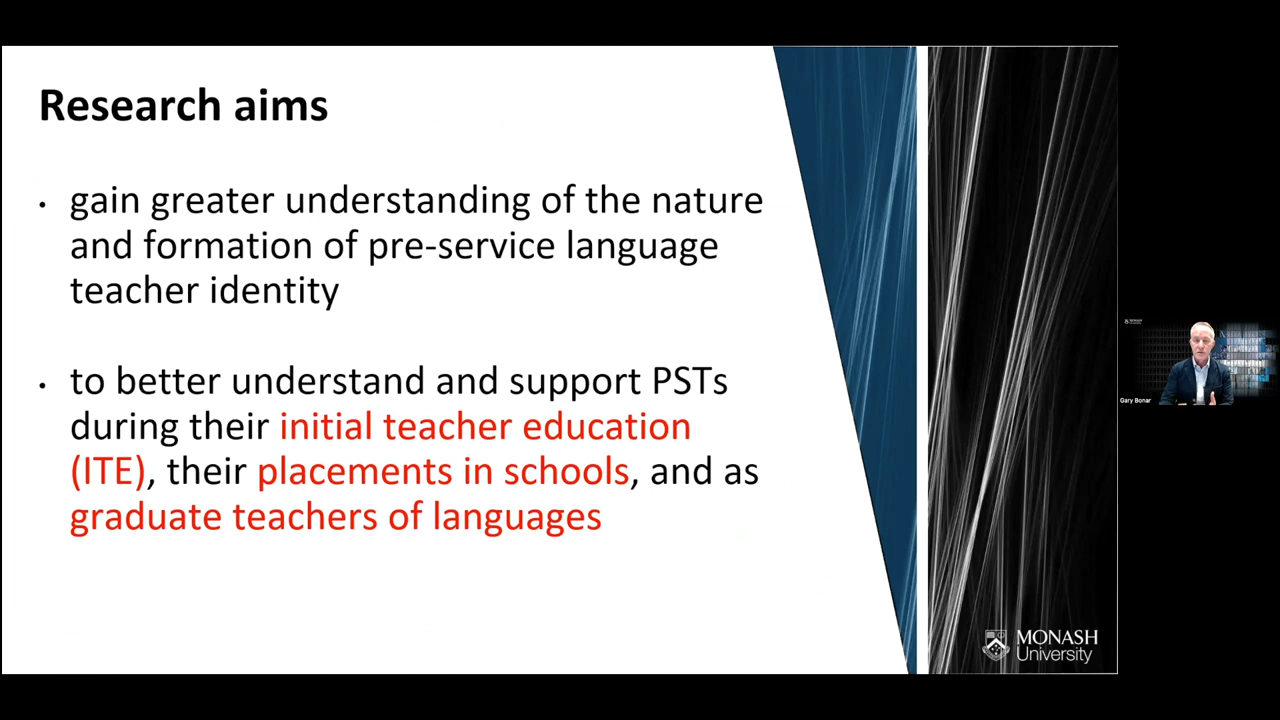 Research aims
• gain greater understanding of the nature
and formation of pre-service language
teacher identity
• to better understand and support PSTs
during their initial teacher education
(ITE), their placements in schools, and as
graduate teachers of languages
MONASH
University
Gary Bonar